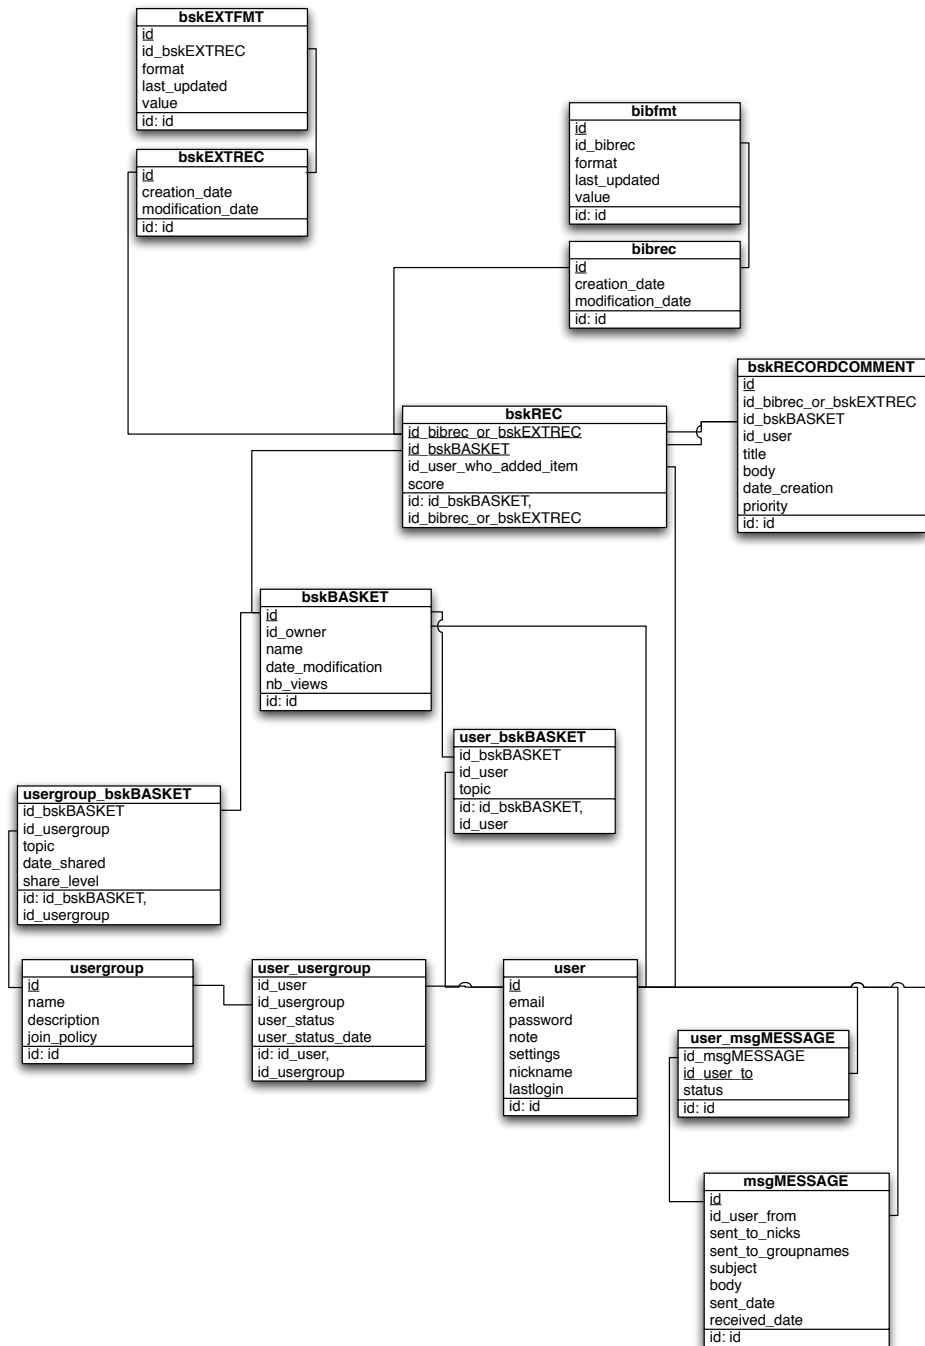 bskEXTFMT
id
id_bskEXTREC
format
last_updated
value
id: id
bskEXTREC
id
creation_date
modification_date
id: id
bibfmt
id
id_bibrec
format
last_updated
value
id: id
bibrec
id
creation_date
modification_date
id: id
bskRECORDCOMMENT
id
id_bibrec_or_bskEXTREC
id_bskBASKET
id_user
title
body
date_creation
priority
id: id
bskREC
id_bibrec_or_bskEXTREC
id_bskBASKET
id_user_who_added_item
score
id: id_bskBASKET,
id_bibrec_or_bskEXTREC
bskBASKET
id
id_owner
name
date_modification
nb_views
id: id
user_bskBASKET
id_bskBASKET
id_user
topic
id: id_bskBASKET,
id_user
usergroup_bskBASKET
id_bskBASKET
id_usergroup
topic
date_shared
share_level
id: id_bskBASKET,
id_usergroup
usergroup
id
name
description
join_policy
id: id
user_usergroup
id_user
id_usergroup
user_status
user_status_date
id: id_user,
id_usergroup
user
id
email
password
note
settings
nickname
lastlogin
id: id
user_msgMESSAGE
id_msgMESSAGE
id_user_to
status
id: id
msgMESSAGE
id
id_user_from
sent_to_nicks
sent_to_groupnames
subject
body
sent_date
received_date
id: id